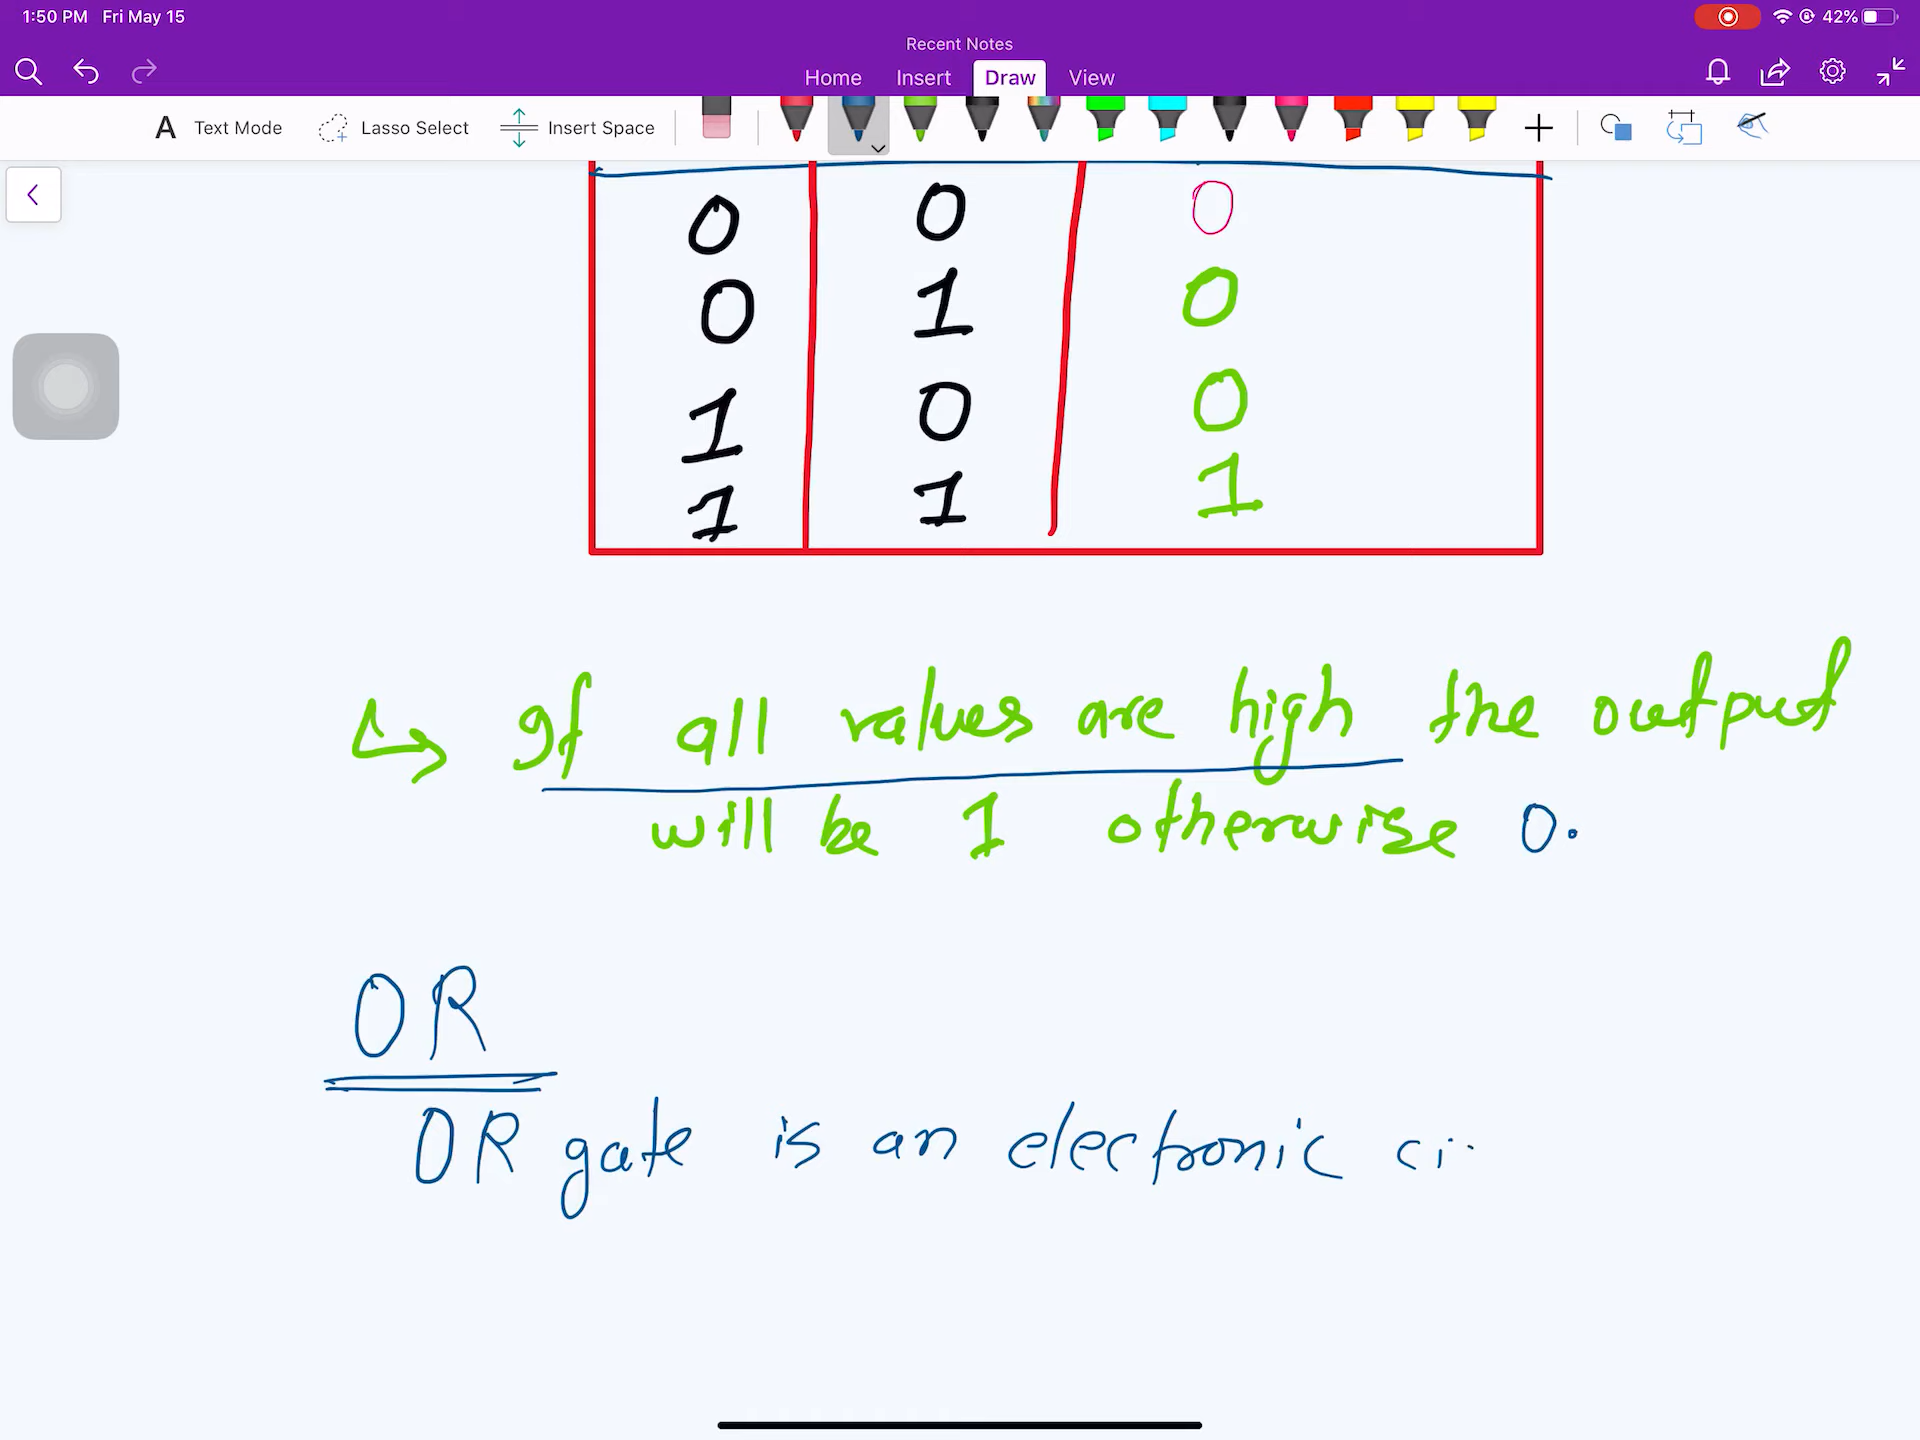 1:50 PM Fri May 15
42%
Recent Notes
Home Insert Draw View
A Text Mode Lasso Select Insert Space
0 0 0
0 1 0
1 0 0
1 1 1
If all values are high the output
will be 1 otherwise 0.
OR
OR gate is an electronic ci